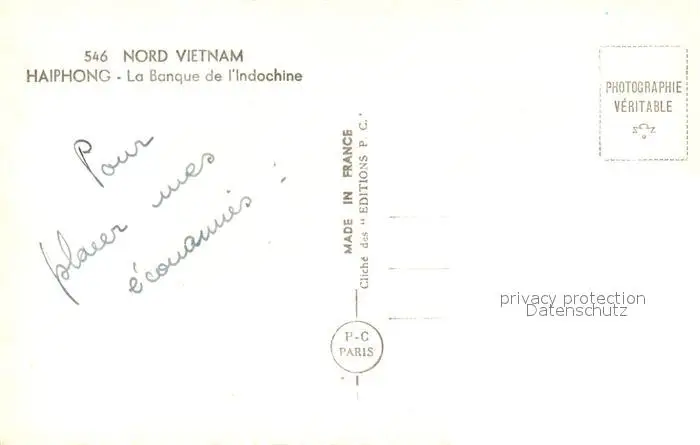 546 NORD VIETNAM
HAIPHONG - La Banque de l'Indochine
PHOTOGRAPHIE
VÉRITABLE
Pour
placer mes
écouanniés !
MADE IN FRANCE
Cliché des "EDITIONS P. C."
P-C
PARIS
privacy protection
Datenschutz